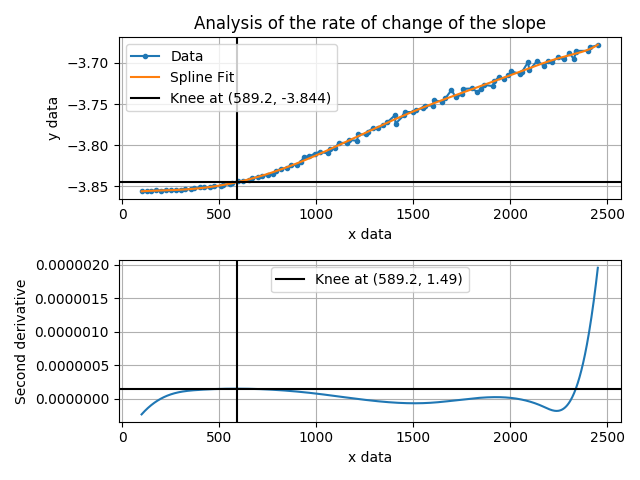 Analysis of the rate of change of the slope
Data
Spline Fit
Knee at (589.2, -3.844)
−3.70
−3.75
−3.80
−3.85
y data
0 500 1000 1500 2000 2500
x data
Knee at (589.2, 1.49)
0.0000020
0.0000015
0.0000010
0.0000005
0.0000000
Second derivative
0 500 1000 1500 2000 2500
x data